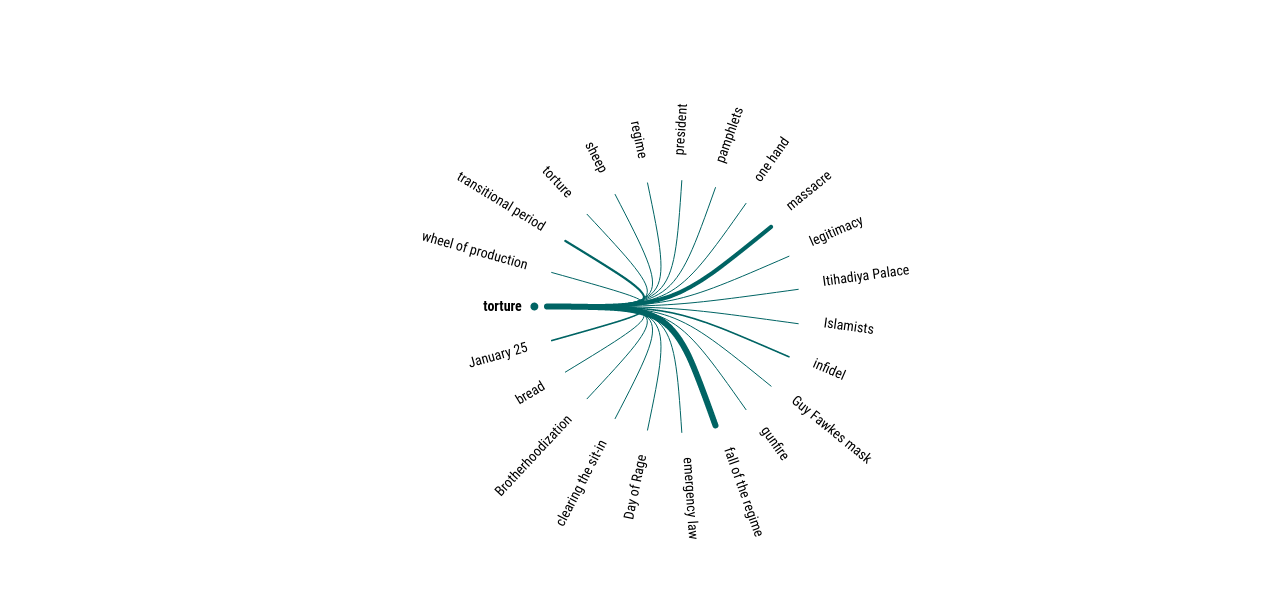 torture
wheel of production
transitional period
torture
sheep
regime
president
pamphlets
one hand
massacre
legitimacy
Itihadiya Palace
Islamists
infidel
Guy Fawkes mask
gunfire
fall of the regime
emergency law
Day of Rage
clearing the sit-in
Brotherhoodization
bread
January 25